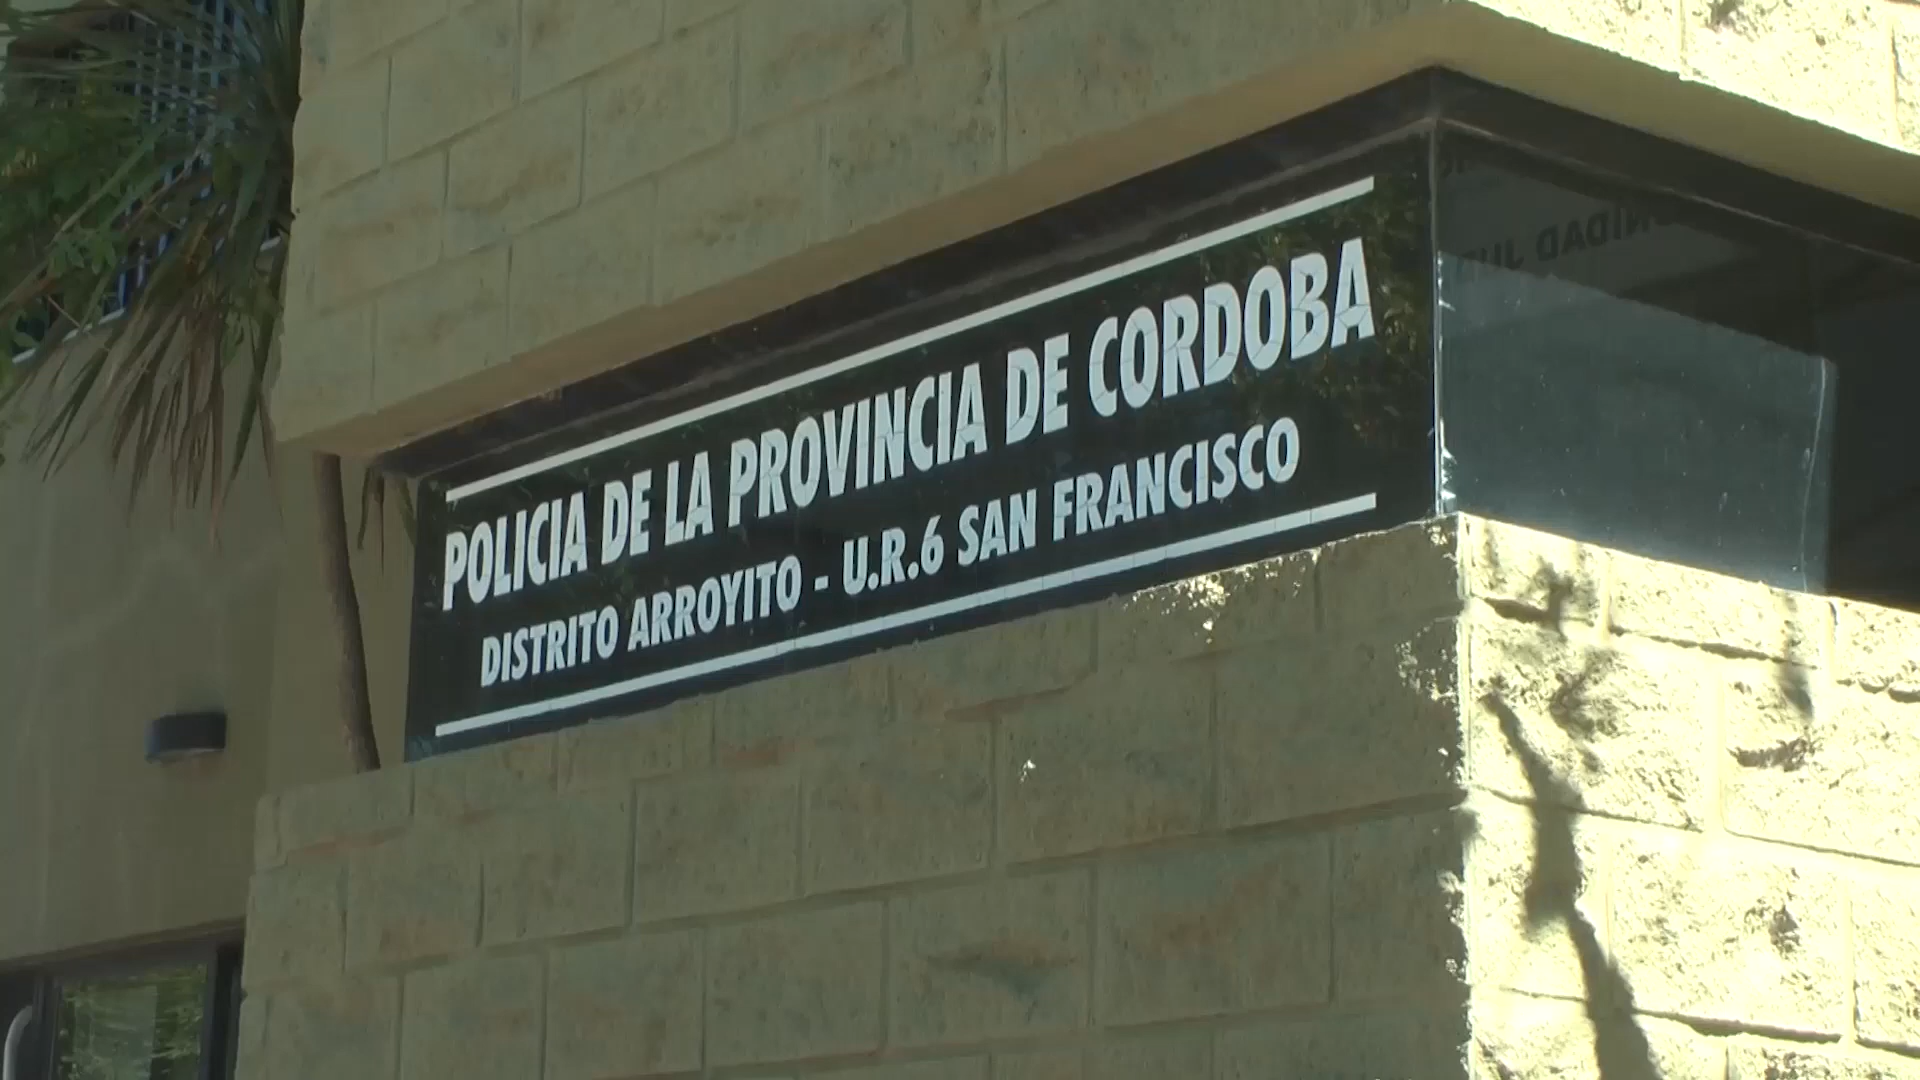 POLICIA DE LA PROVINCIA DE CORDOBA
DISTRITO ARROYITO - U.R.6 SAN FRANCISCO